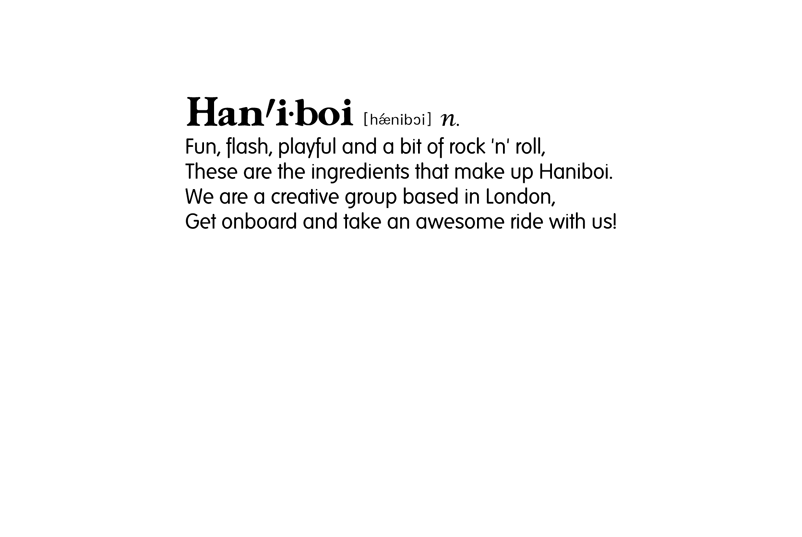 Han′i·boi [hǽnibɔi] n.
Fun, flash, playful and a bit of rock 'n' roll,
These are the ingredients that make up Haniboi.
We are a creative group based in London,
Get onboard and take an awesome ride with us!